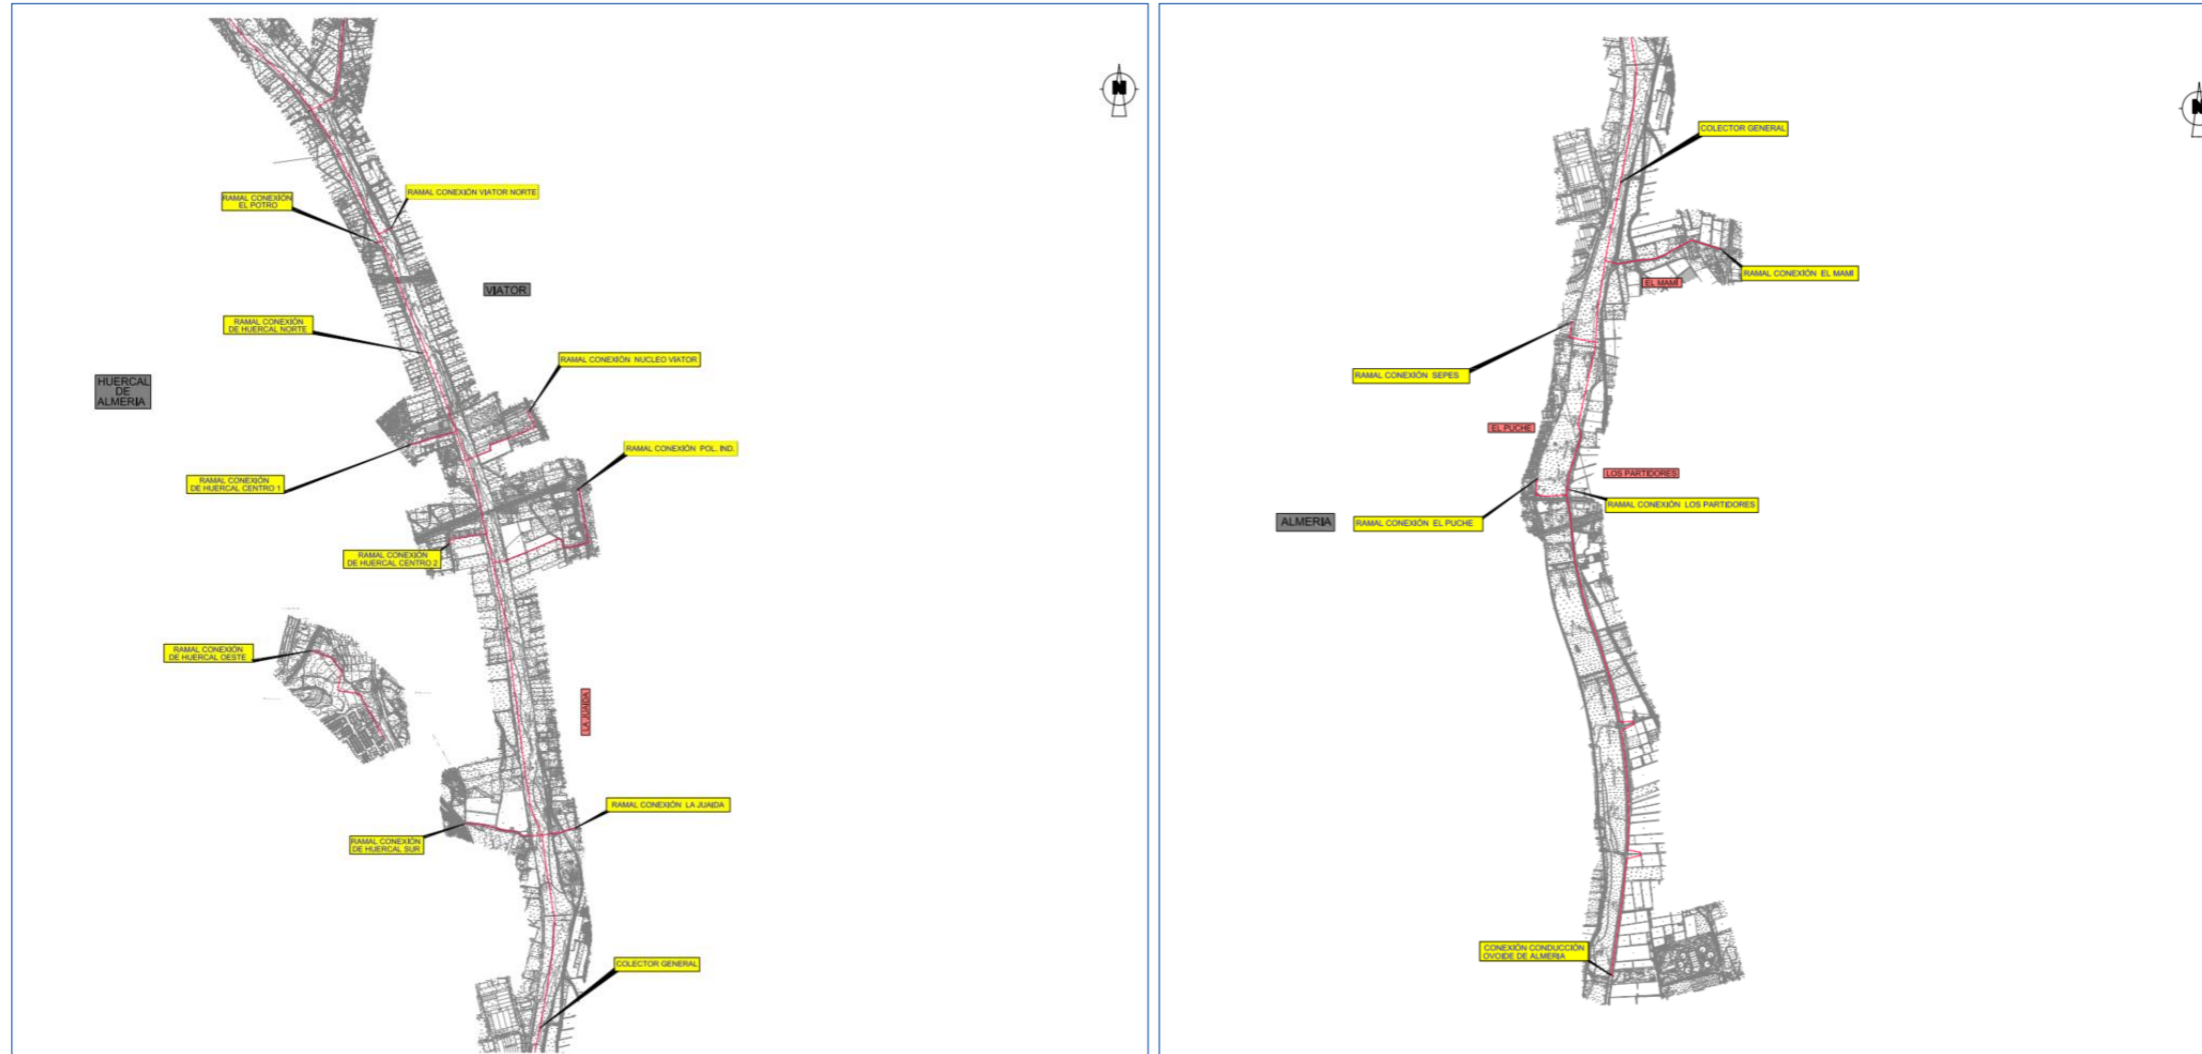 N
RAMAL CONEXIÓN
EL POTRO
RAMAL CONEXIÓN VIATOR NORTE
VIATOR
RAMAL CONEXIÓN
DE HUERCAL NORTE
RAMAL CONEXIÓN NUCLEO VIATOR
HUERCAL
DE
ALMERIA
RAMAL CONEXIÓN POL. IND.
RAMAL CONEXIÓN
DE HUERCAL CENTRO 1
RAMAL CONEXIÓN
DE HUERCAL CENTRO 2
RAMAL CONEXIÓN
DE HUERCAL OESTE
LA JUAIDA
RAMAL CONEXIÓN LA JUAIDA
RAMAL CONEXIÓN
DE HUERCAL SUR
COLECTOR GENERAL
N
COLECTOR GENERAL
RAMAL CONEXIÓN EL MAMÍ
EL MAMÍ
RAMAL CONEXIÓN SEPES
EL PUCHE
LOS PARTIDORES
RAMAL CONEXIÓN LOS PARTIDORES
ALMERIA
RAMAL CONEXIÓN EL PUCHE
CONEXIÓN CONDUCCIÓN
OVOIDE DE ALMERIA